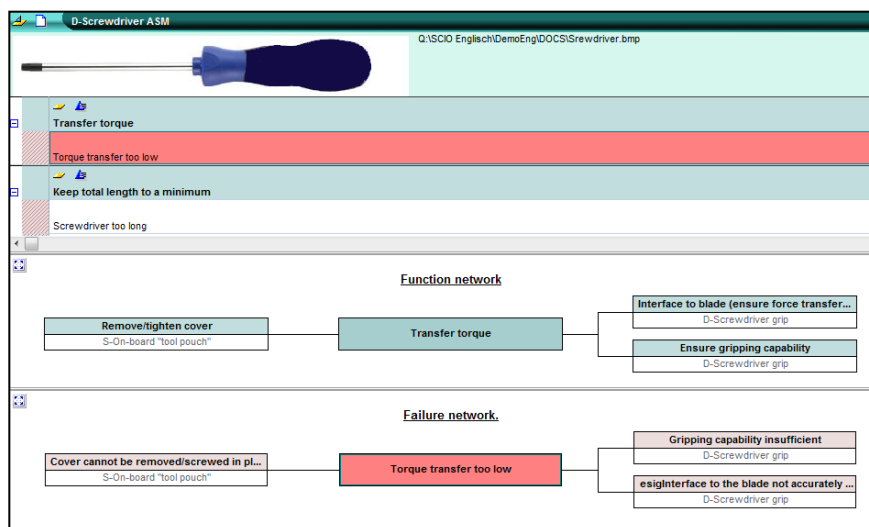 D-Screwdriver ASM
Q:\SCIO Englisch\DemoEng\DOCS\Srewdriver.bmp
Transfer torque
Torque transfer too low
Keep total length to a minimum
Screwdriver too long
Function network
Interface to blade (ensure force transfer...
D-Screwdriver grip
Remove/tighten cover
S-On-board "tool pouch"
Transfer torque
Ensure gripping capability
D-Screwdriver grip
Failure network.
Gripping capability insufficient
D-Screwdriver grip
Cover cannot be removed/screwed in pl...
S-On-board "tool pouch"
Torque transfer too low
esigInterface to the blade not accurately ...
D-Screwdriver grip